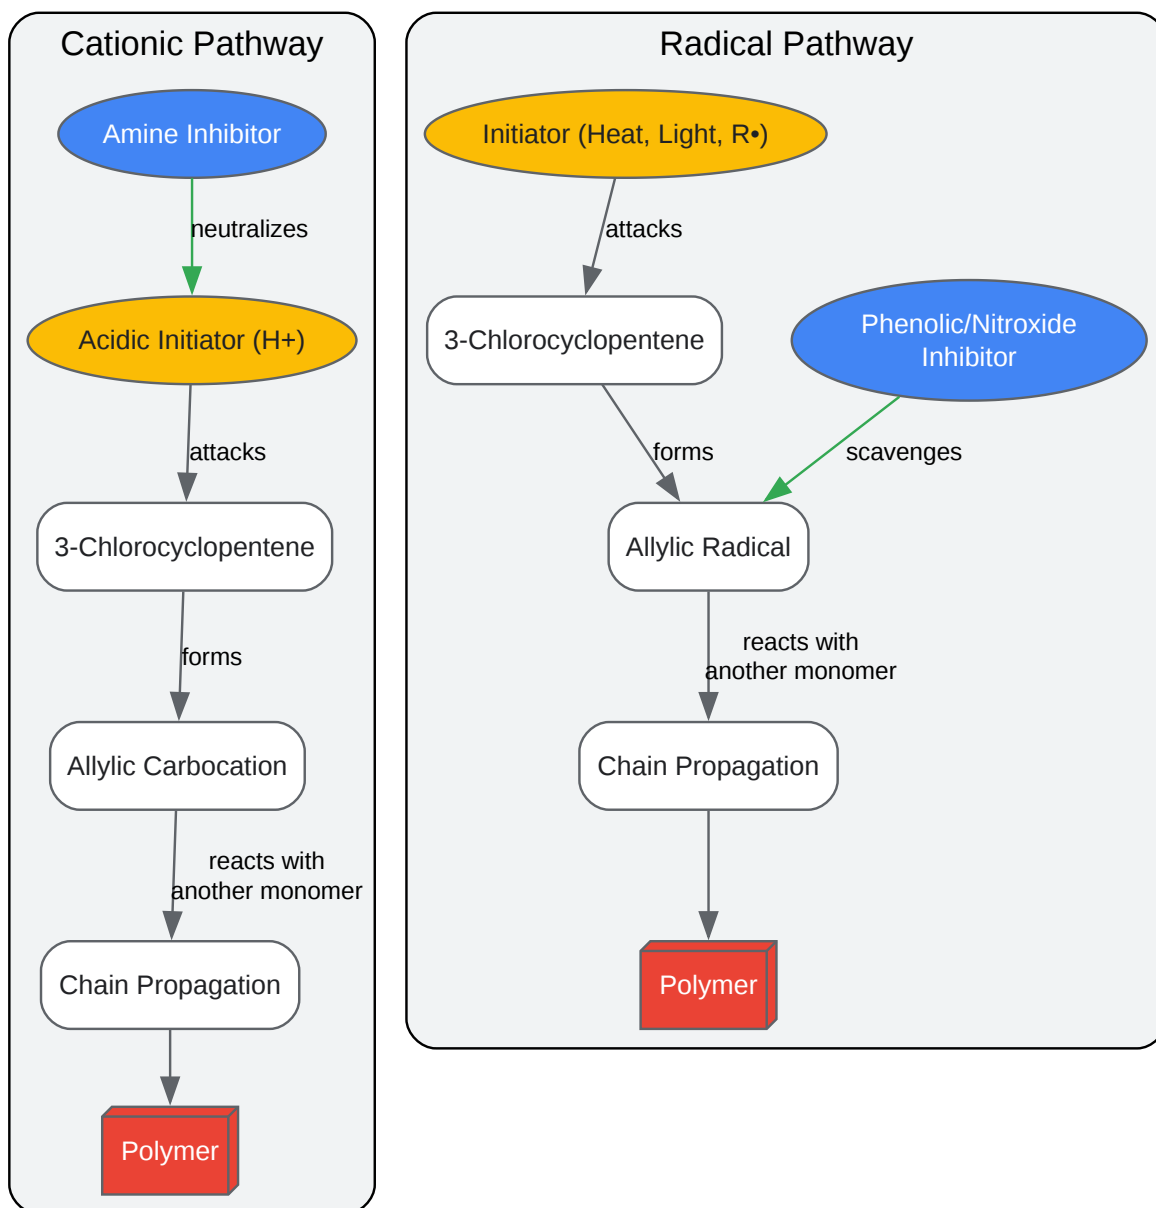 Cationic Pathway
Amine Inhibitor
neutralizes
Acidic Initiator (H+)
attacks
3-Chlorocyclopentene
forms
Allylic Carbocation
reacts with
another monomer
Chain Propagation
Polymer
Radical Pathway
Initiator (Heat, Light, R•)
attacks
3-Chlorocyclopentene
Phenolic/Nitroxide
Inhibitor
forms
scavenges
Allylic Radical
reacts with
another monomer
Chain Propagation
Polymer